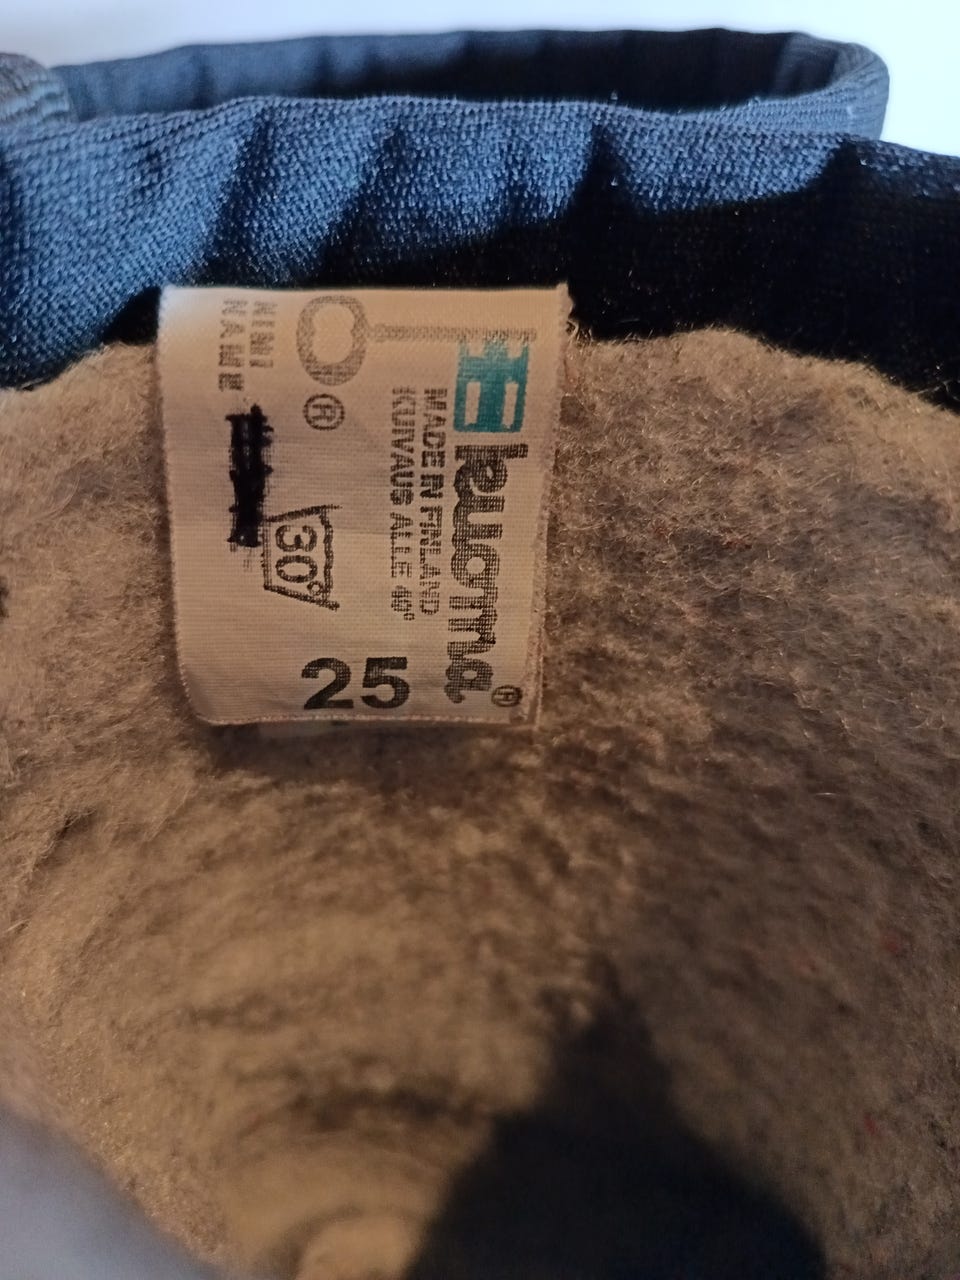 kuoma®
MADE IN FINLAND
KUIVAUS ALLE 40°
®
30°
NIMI
NAME
25